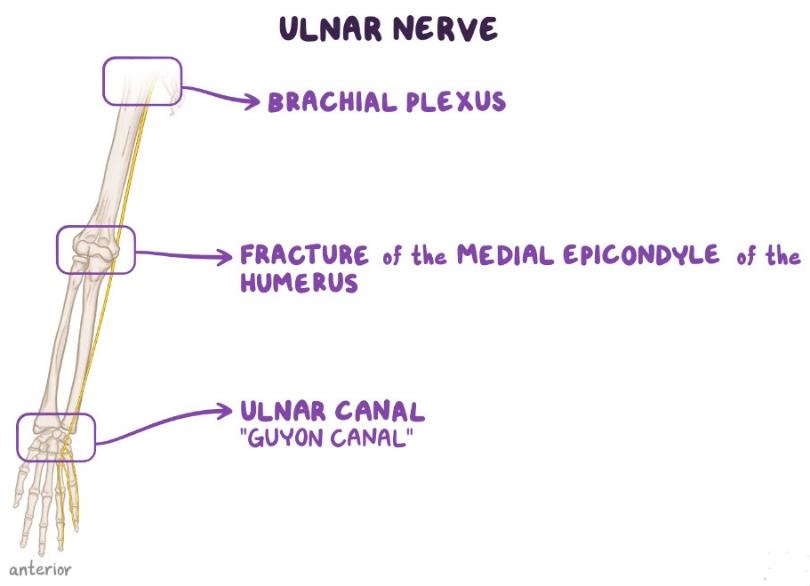 ULNAR NERVE
BRACHIAL PLEXUS
FRACTURE of the MEDIAL EPICONDYLE of the
HUMERUS
ULNAR CANAL
"GUYON CANAL"
anterior